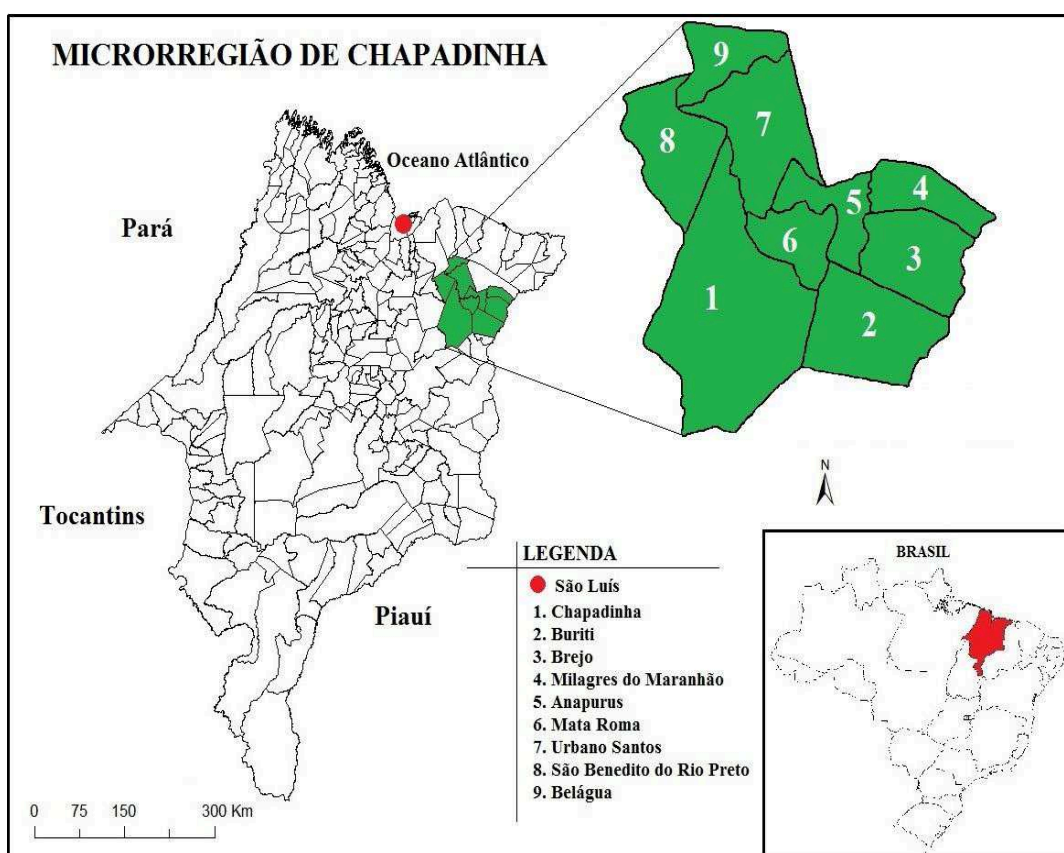 MICRORREGIÃO DE CHAPADINHA
Oceano Atlântico
Pará
Tocantins
Piauí
9
8
7
5
4
6
3
1
2
N
LEGENDA
São Luís
1. Chapadinha
2. Buriti
3. Brejo
4. Milagres do Maranhão
5. Anapurus
6. Mata Roma
7. Urbano Santos
8. São Benedito do Rio Preto
9. Belágua
0 75 150 300 Km
BRASIL